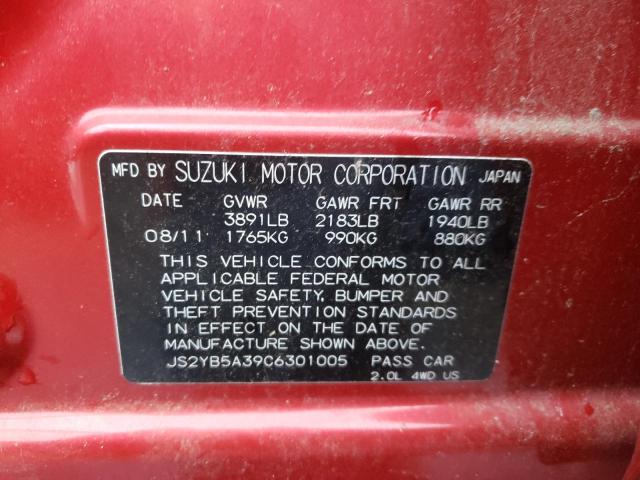 MFD BY SUZUKI MOTOR CORPORATION JAPAN
DATE GVWR GAWR FRT GAWR RR
3891LB 2183LB 1940LB
08/11 1765KG 990KG 880KG
THIS VEHICLE CONFORMS TO ALL
APPLICABLE FEDERAL MOTOR
VEHICLE SAFETY, BUMPER AND
THEFT PREVENTION STANDARDS
IN EFFECT ON THE DATE OF
MANUFACTURE SHOWN ABOVE.
JS2YB5A39C6301005 PASS CAR
2.0L 4WD US